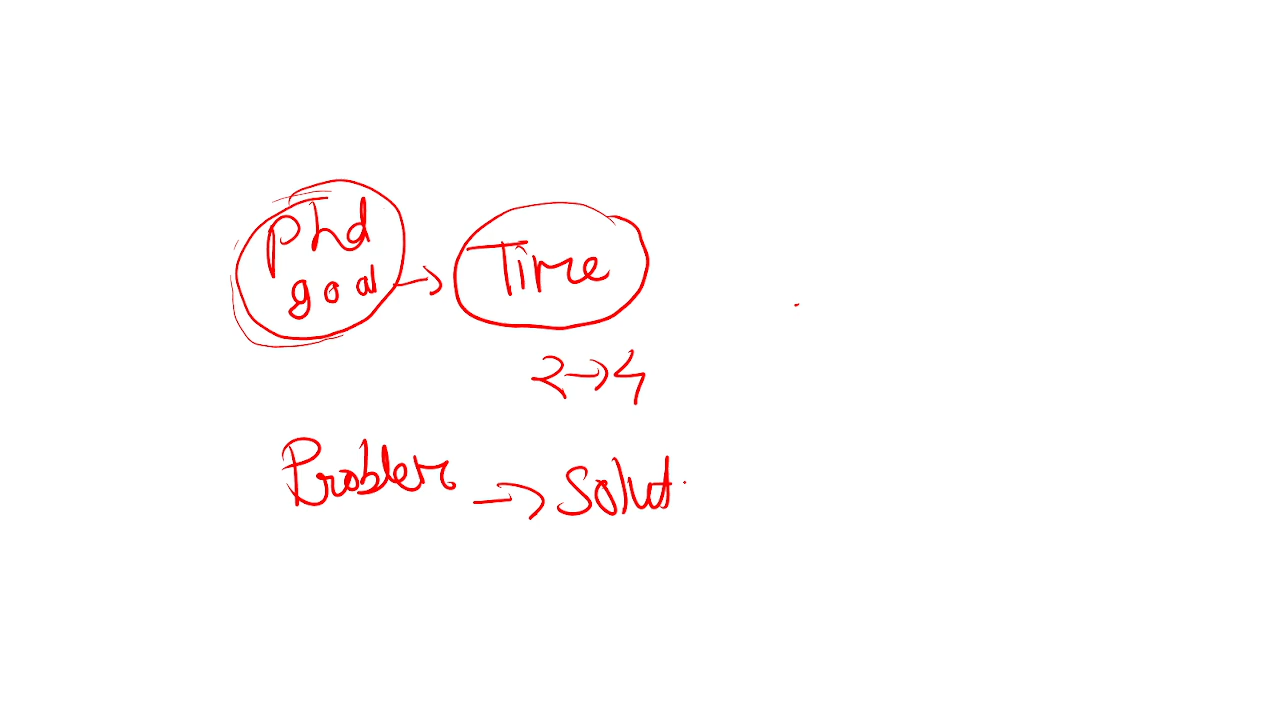 Phd
goal → Time
2 → 4
Problem → Solut